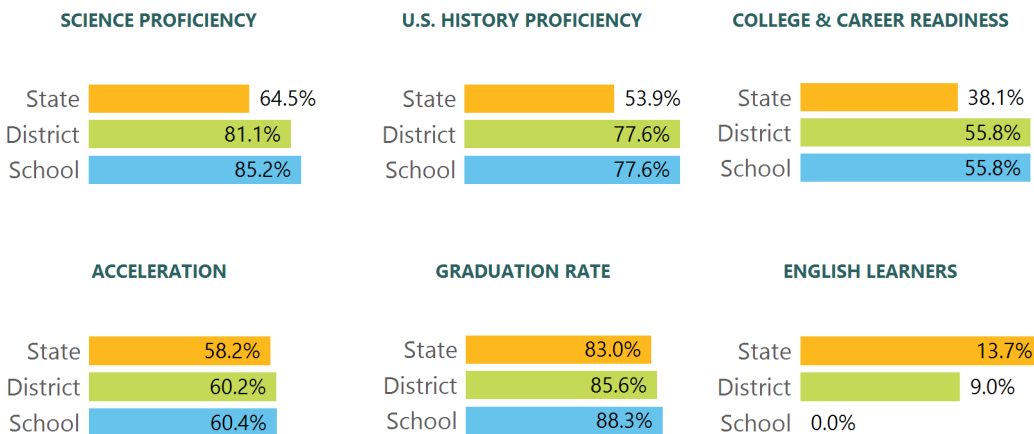 SCIENCE PROFICIENCY
State 64.5%
District 81.1%
School 85.2%
U.S. HISTORY PROFICIENCY
State 53.9%
District 77.6%
School 77.6%
COLLEGE & CAREER READINESS
State 38.1%
District 55.8%
School 55.8%
ACCELERATION
State 58.2%
District 60.2%
School 60.4%
GRADUATION RATE
State 83.0%
District 85.6%
School 88.3%
ENGLISH LEARNERS
State 13.7%
District 9.0%
School 0.0%